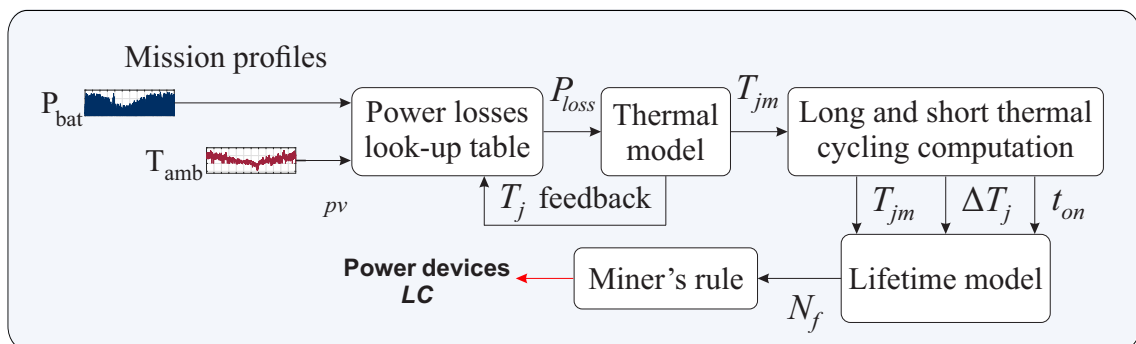 Mission profiles
P_bat
T_amb
pv
Power losses
look-up table
P_loss
Thermal
model
T_j feedback
T_jm
Long and short thermal
cycling computation
T_jm
ΔT_j
t_on
Lifetime model
N_f
Miner's rule
Power devices
LC